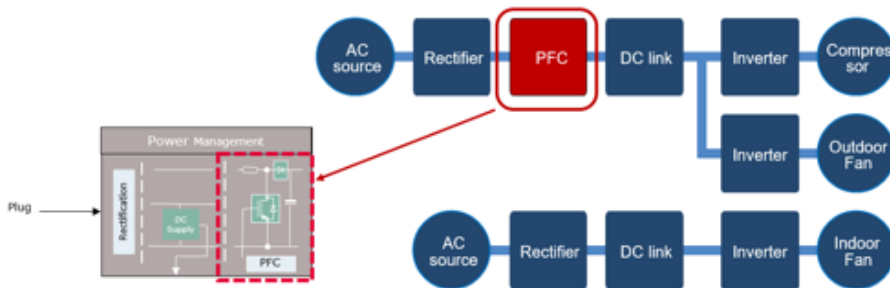 AC
source
Rectifier
PFC
DC link
Inverter
Compres
sor
Inverter
Outdoor
Fan
Power Management
Rectification
DC
Supply
PFC
Plug
AC
source
Rectifier
DC link
Inverter
Indoor
Fan